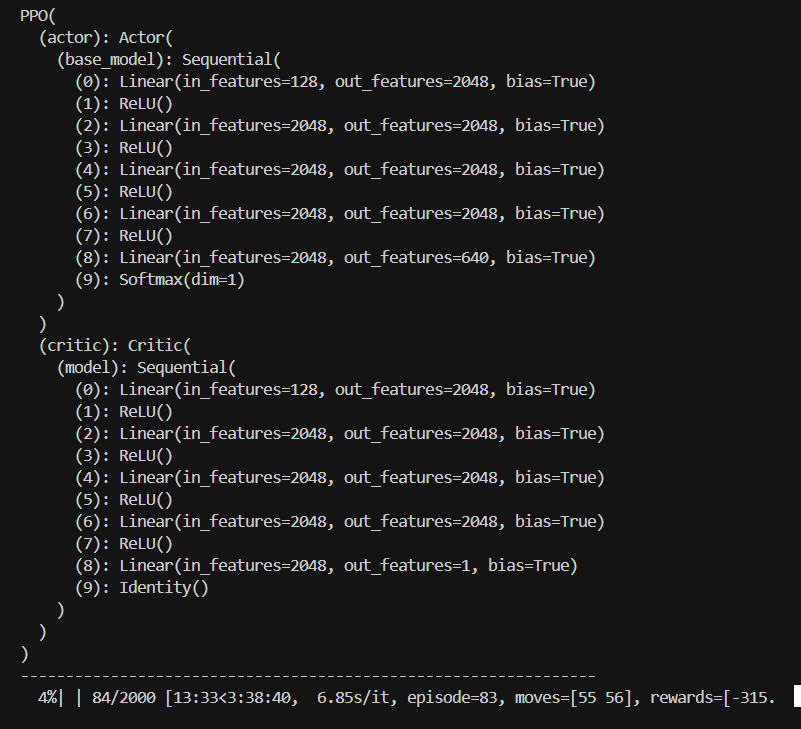 PPO(
(actor): Actor(
(base_model): Sequential(
(0): Linear(in_features=128, out_features=2048, bias=True)
(1): ReLU()
(2): Linear(in_features=2048, out_features=2048, bias=True)
(3): ReLU()
(4): Linear(in_features=2048, out_features=2048, bias=True)
(5): ReLU()
(6): Linear(in_features=2048, out_features=2048, bias=True)
(7): ReLU()
(8): Linear(in_features=2048, out_features=640, bias=True)
(9): Softmax(dim=1)
)
)
(critic): Critic(
(model): Sequential(
(0): Linear(in_features=128, out_features=2048, bias=True)
(1): ReLU()
(2): Linear(in_features=2048, out_features=2048, bias=True)
(3): ReLU()
(4): Linear(in_features=2048, out_features=2048, bias=True)
(5): ReLU()
(6): Linear(in_features=2048, out_features=2048, bias=True)
(7): ReLU()
(8): Linear(in_features=2048, out_features=1, bias=True)
(9): Identity()
)
)
)
----------------------------------------------------------------
4%| | 84/2000 [13:33<3:38:40, 6.85s/it, episode=83, moves=[55 56], rewards=[-315.